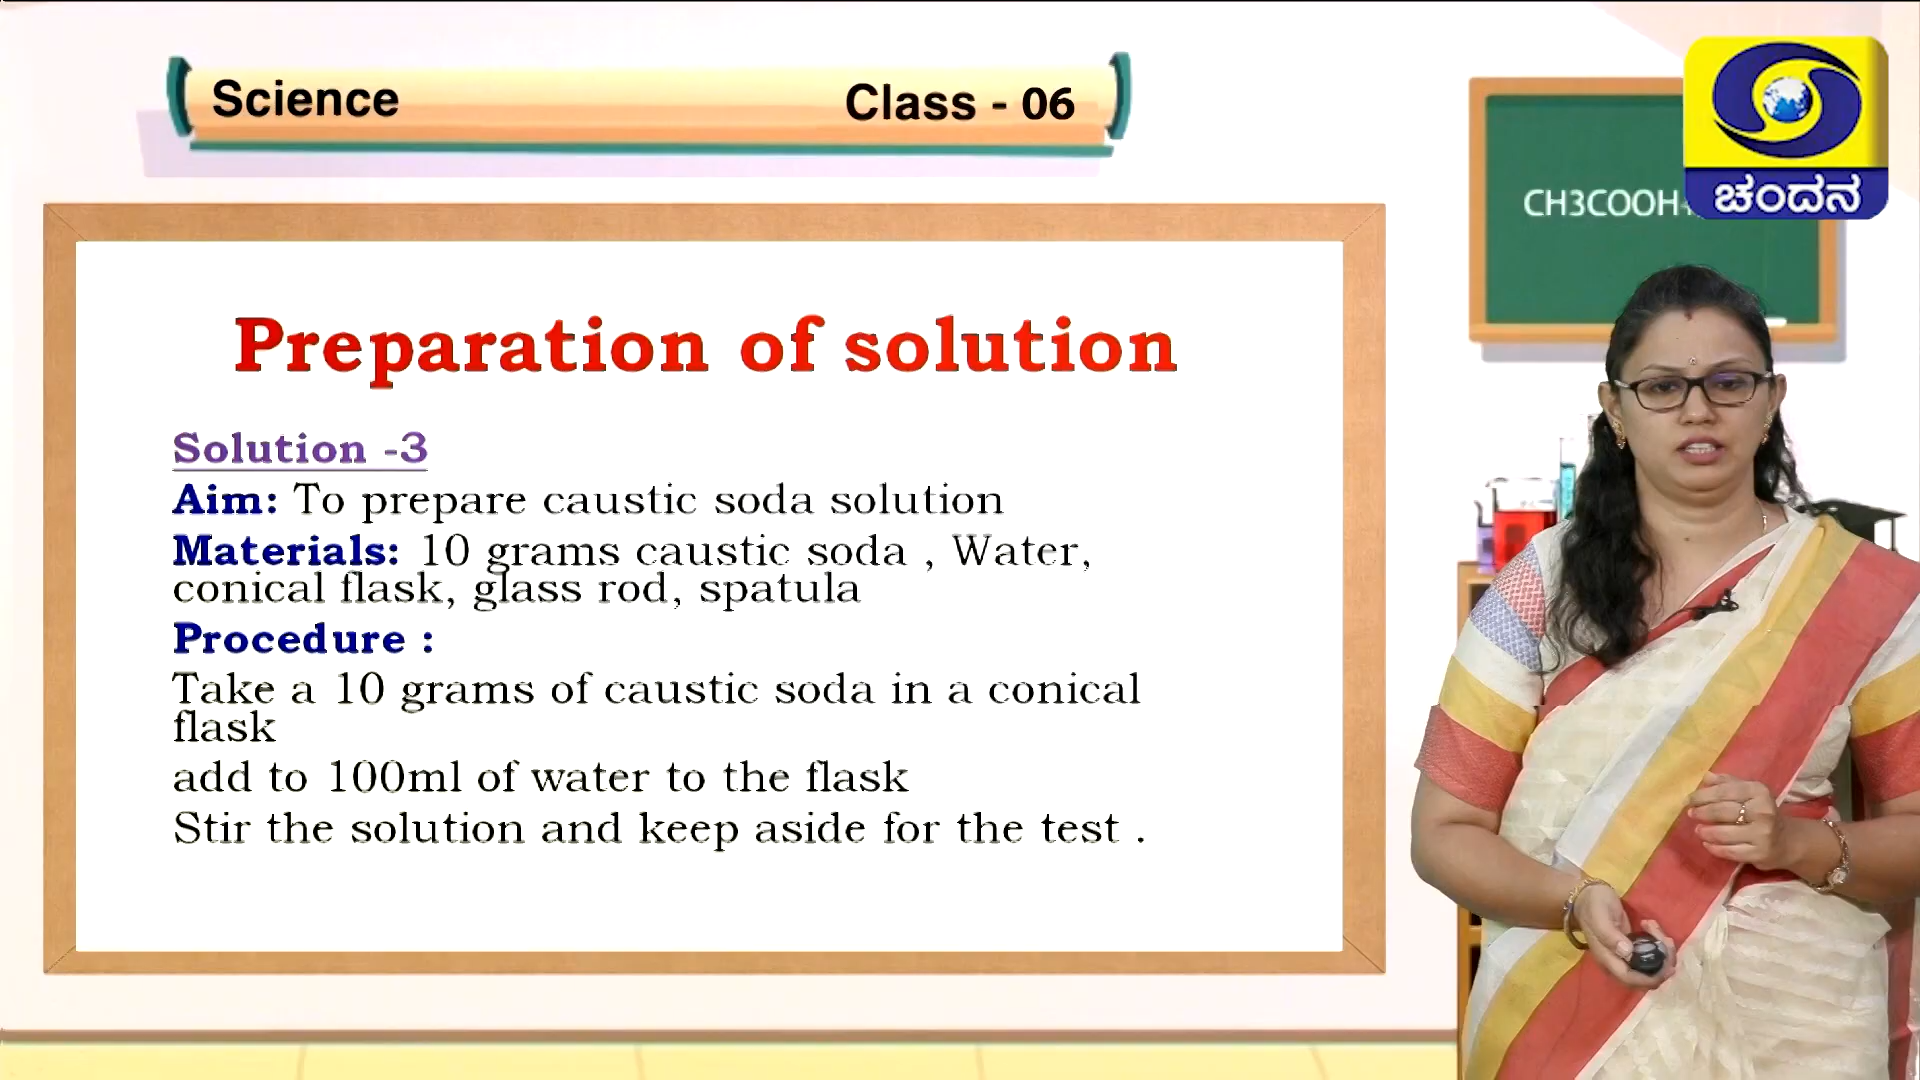 Science
Class - 06
CH3COOH+
ಚಂದನ
Preparation of solution
Solution -3
Aim: To prepare caustic soda solution
Materials: 10 grams caustic soda , Water,
conical flask, glass rod, spatula
Procedure :
Take a 10 grams of caustic soda in a conical
flask
add to 100ml of water to the flask
Stir the solution and keep aside for the test .